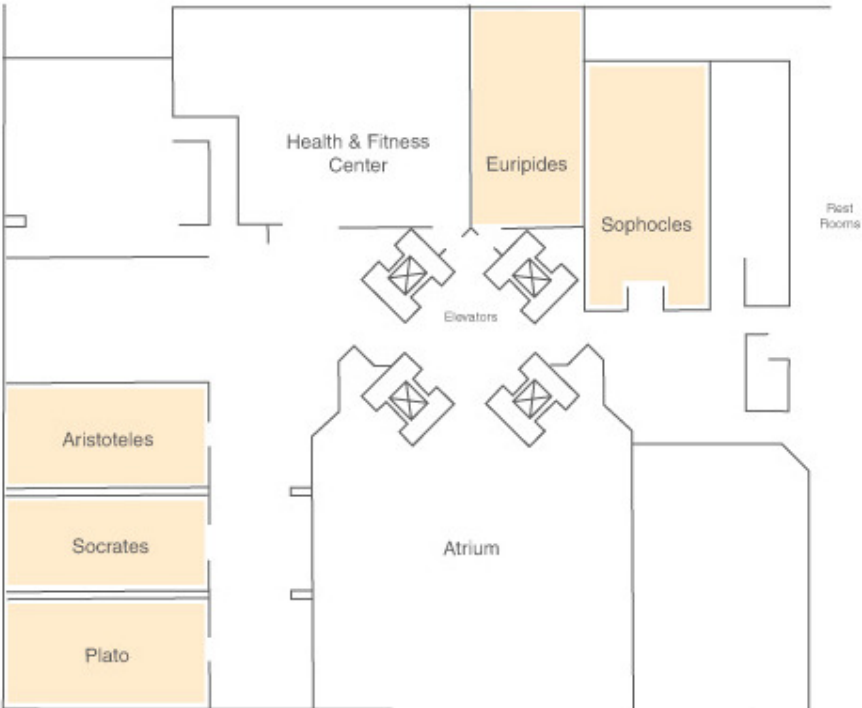 Health & Fitness
Center
Euripides
Sophocles
Rest
Rooms
Elevators
Aristoteles
Socrates
Atrium
Plato